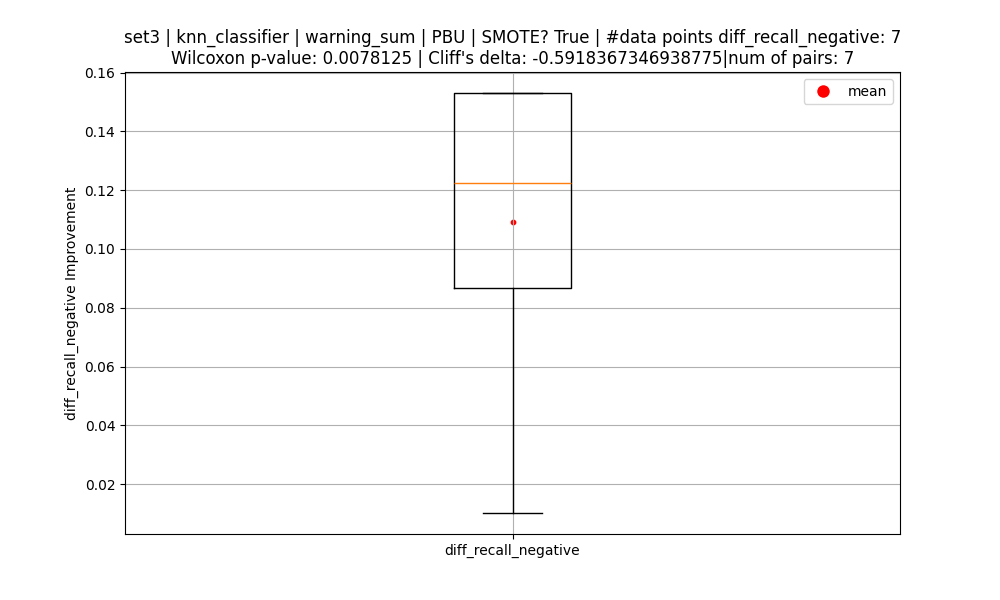 set3 | knn_classifier | warning_sum | PBU | SMOTE? True | #data points diff_recall_negative: 7
Wilcoxon p-value: 0.0078125 | Cliff's delta: -0.5918367346938775|num of pairs: 7
mean
0.16
0.14
0.12
0.10
0.08
0.06
0.04
0.02
diff_recall_negative Improvement
diff_recall_negative